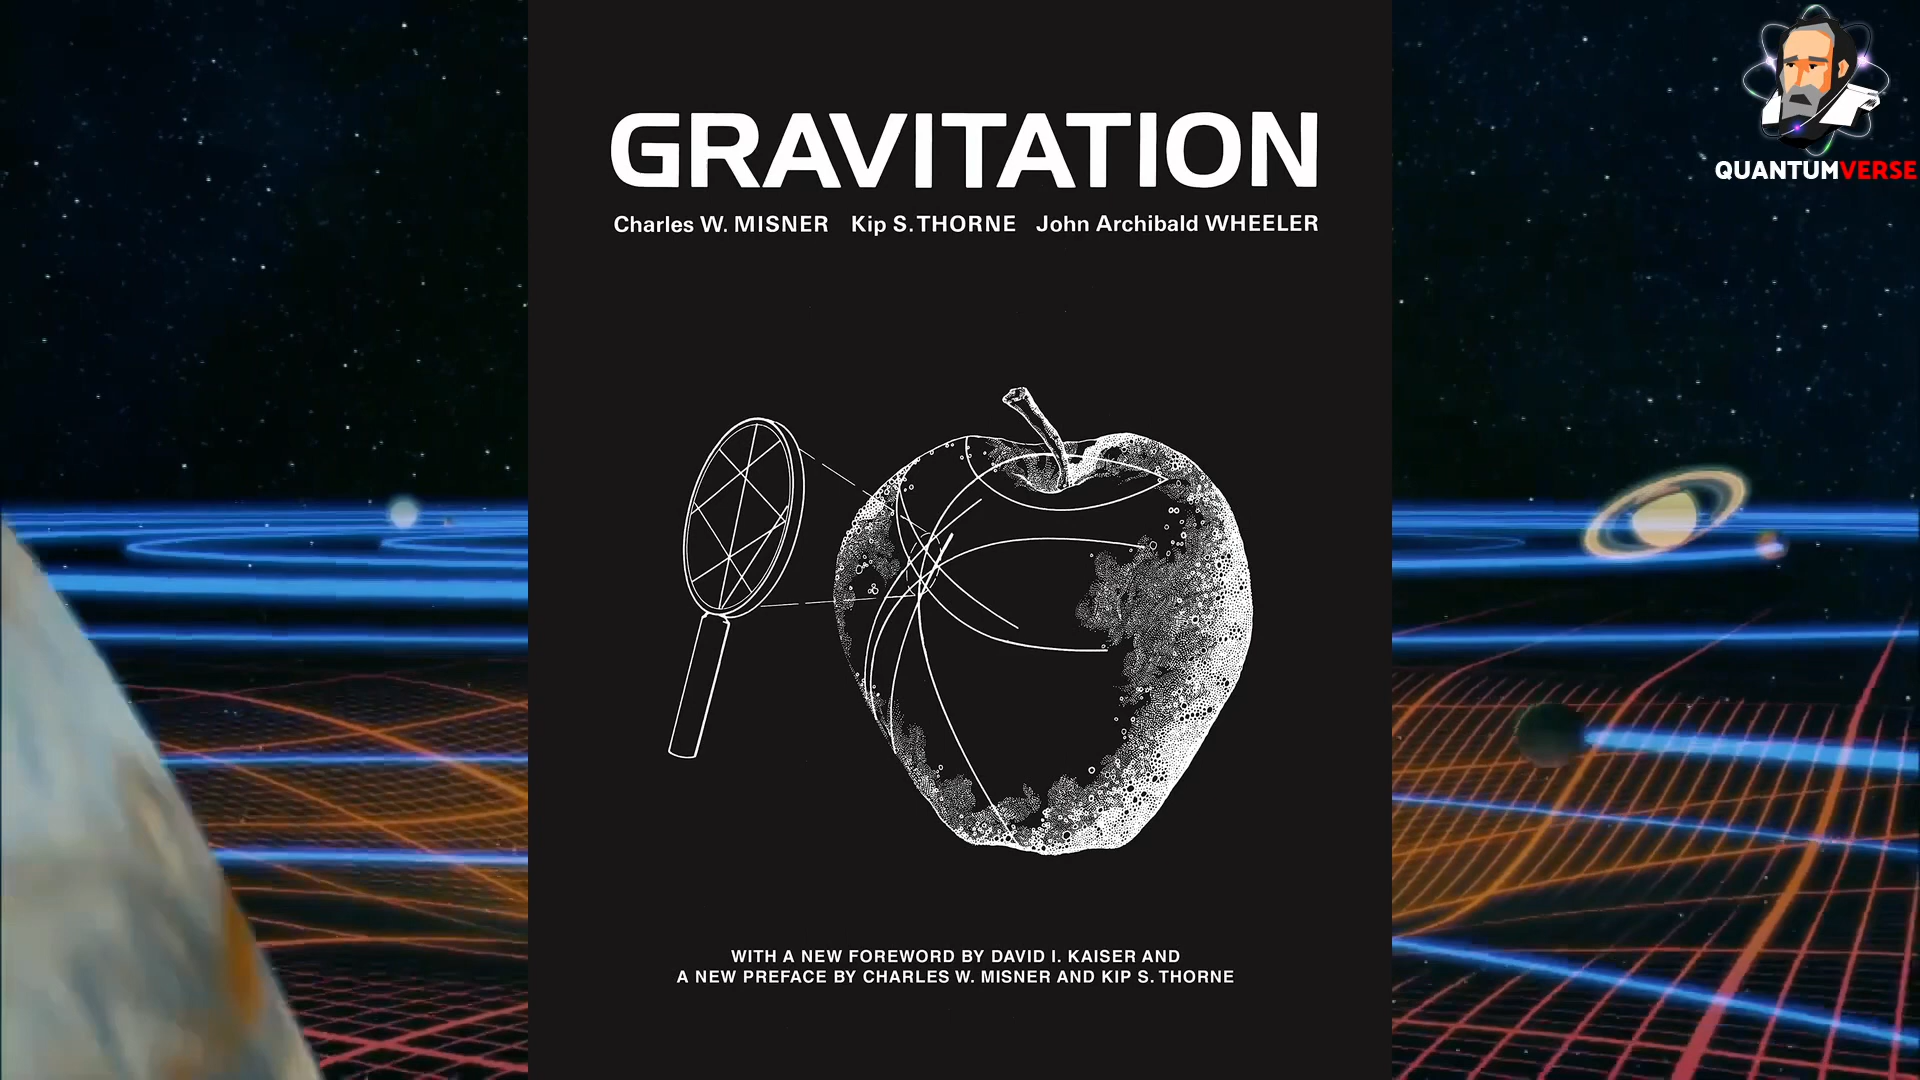 GRAVITATION
Charles W. MISNER Kip S. THORNE John Archibald WHEELER
WITH A NEW FOREWORD BY DAVID I. KAISER AND
A NEW PREFACE BY CHARLES W. MISNER AND KIP S. THORNE
QUANTUMVERSE